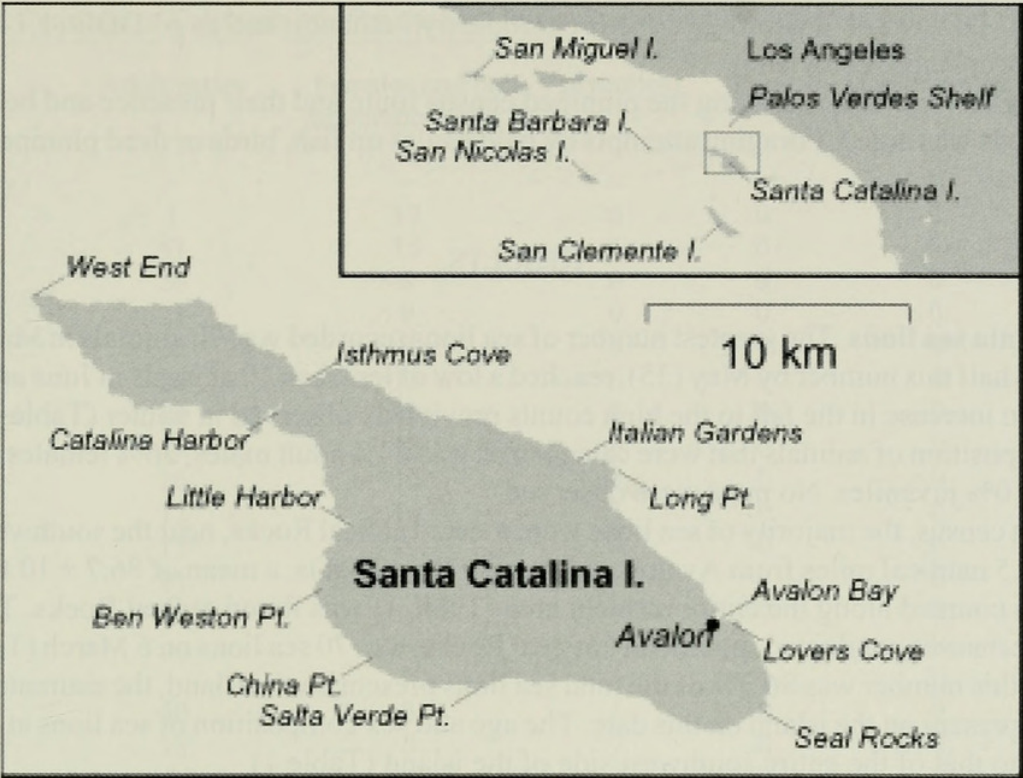 San Miguel I.
Los Angeles
Palos Verdes Shelf
Santa Barbara I.
San Nicolas I.
Santa Catalina I.
San Clemente I.
West End
10 km
Isthmus Cove
Italian Gardens
Catalina Harbor
Long Pt.
Little Harbor
Santa Catalina I.
Avalon Bay
Ben Weston Pt.
Avalon
Lovers Cove
China Pt.
Salta Verde Pt.
Seal Rocks